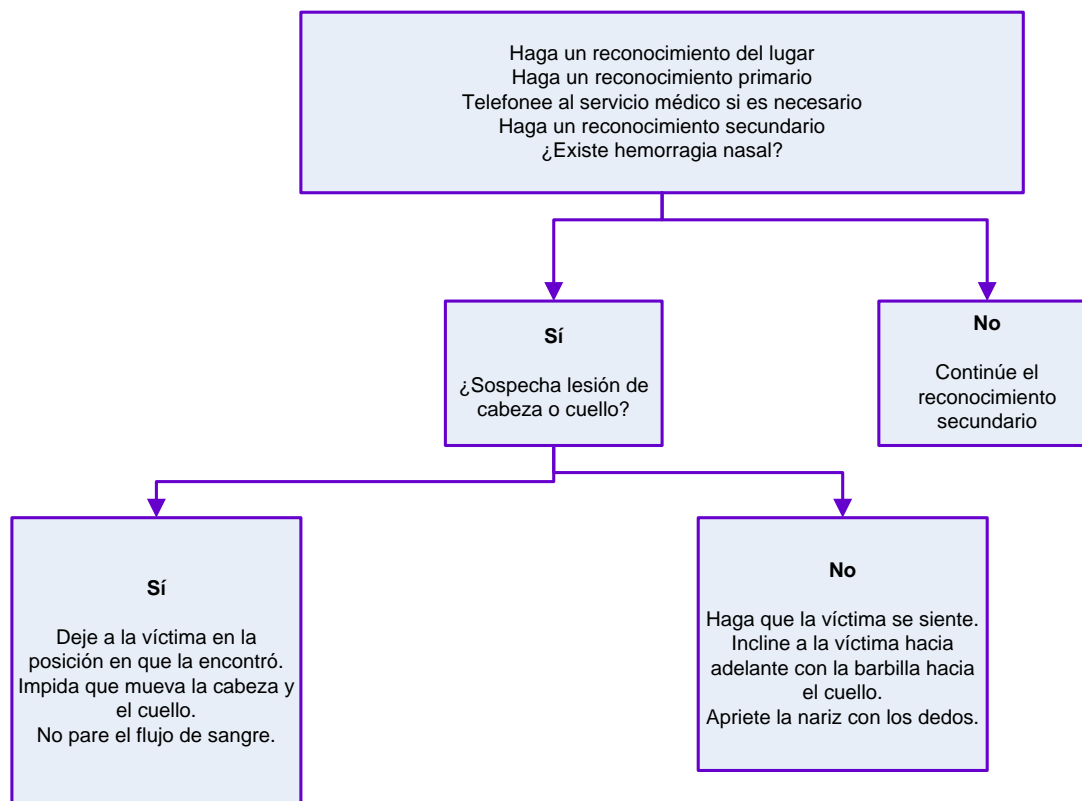 Haga un reconocimiento del lugar
Haga un reconocimiento primario
Telefonee al servicio médico si es necesario
Haga un reconocimiento secundario
¿Existe hemorragia nasal?
Sí
¿Sospecha lesión de
cabeza o cuello?
No
Continúe el
reconocimiento
secundario
Sí
Deje a la víctima en la
posición en que la encontró.
Impida que mueva la cabeza y
el cuello.
No pare el flujo de sangre.
No
Haga que la víctima se siente.
Incline a la víctima hacia
adelante con la barbilla hacia
el cuello.
Apriete la nariz con los dedos.